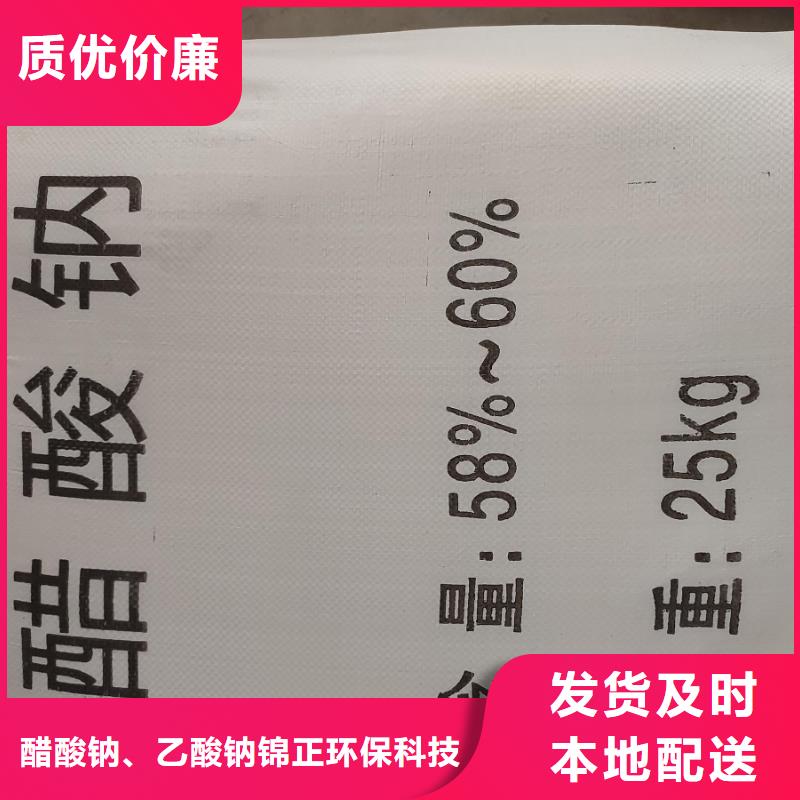 质优价廉
醋酸钠
量:58%~60%
重:25kg
发货及时
本地配送
醋酸钠、乙酸钠锦正环保科技